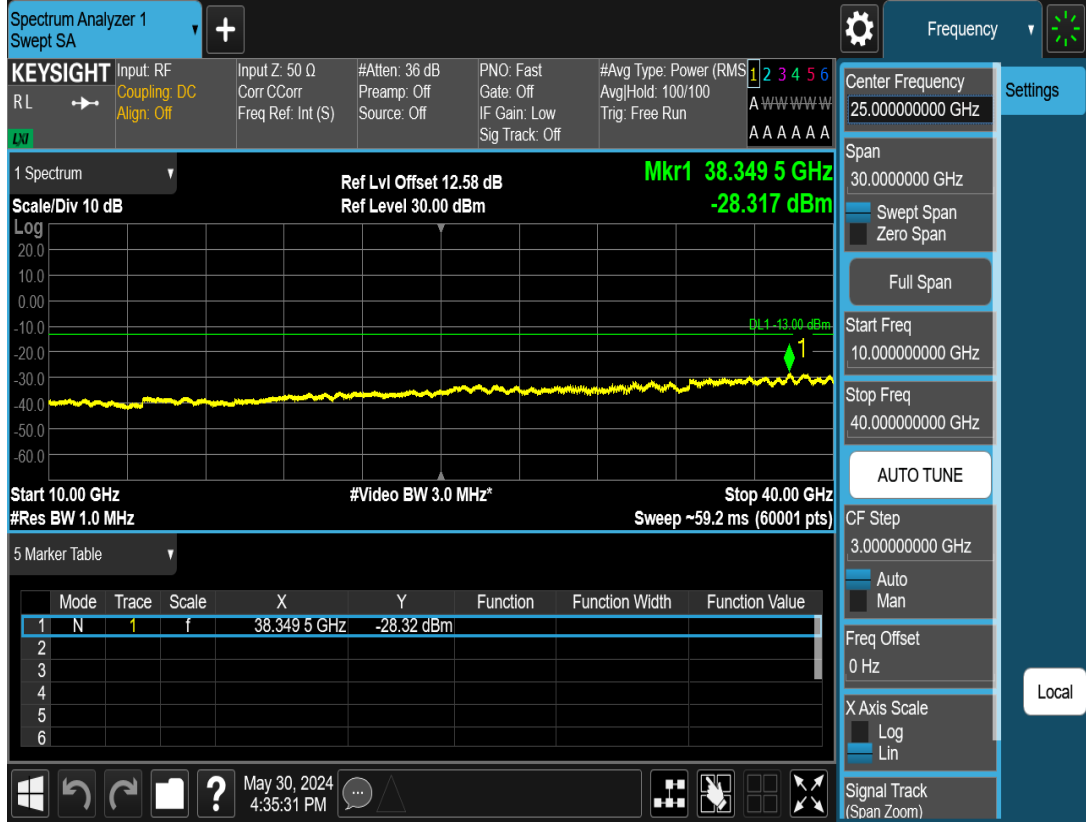 Spectrum Analyzer 1
Swept SA
+
Frequency
KEYSIGHT
RL
LXI
Input: RF
Coupling: DC
Align: Off
Input Z: 50 Ω
Corr CCorr
Freq Ref: Int (S)
#Atten: 36 dB
Preamp: Off
Source: Off
PNO: Fast
Gate: Off
IF Gain: Low
Sig Track: Off
#Avg Type: Power (RMS
Avg|Hold: 100/100
Trig: Free Run
1 2 3 4 5 6
A W W W W W
A A A A A A
1 Spectrum
Scale/Div 10 dB
Ref Lvl Offset 12.58 dB
Ref Level 30.00 dBm
Mkr1 38.349 5 GHz
-28.317 dBm
Log
20.0
10.0
0.00
-10.0
-20.0
-30.0
-40.0
-50.0
-60.0
DL1 -13.00 dBm
1
Start 10.00 GHz
#Video BW 3.0 MHz*
Stop 40.00 GHz
#Res BW 1.0 MHz
Sweep ~59.2 ms (60001 pts)
5 Marker Table
Mode Trace Scale X Y Function Function Width Function Value
1 N 1 f 38.349 5 GHz -28.32 dBm
2
3
4
5
6
?
May 30, 2024
4:35:31 PM
Center Frequency
25.000000000 GHz
Settings
Span
30.0000000 GHz
Swept Span
Zero Span
Full Span
Start Freq
10.000000000 GHz
Stop Freq
40.000000000 GHz
AUTO TUNE
CF Step
3.000000000 GHz
Auto
Man
Freq Offset
0 Hz
Local
X Axis Scale
Log
Lin
Signal Track
(Span Zoom)